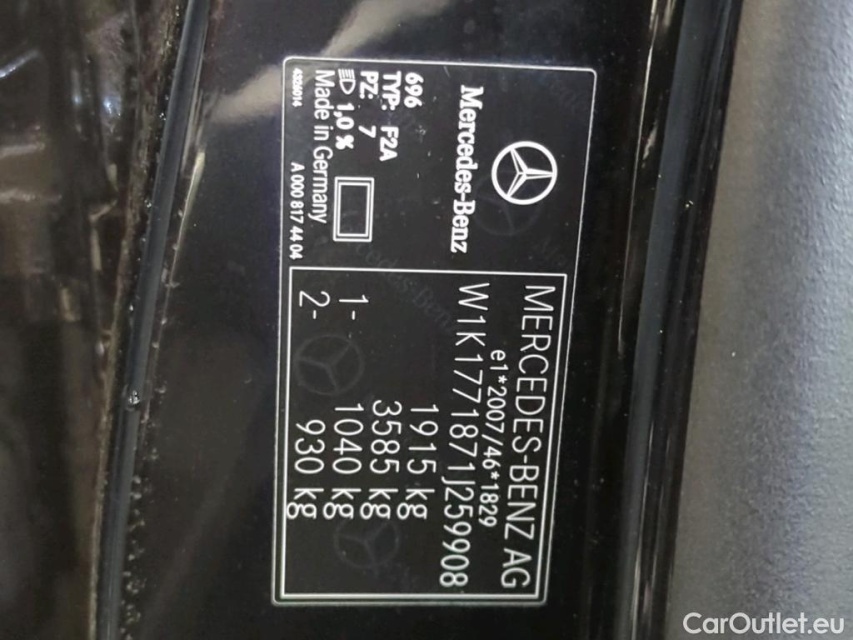 Mercedes-Benz
696
TYP: F2A
PZ: 7
1,0 %
Made in Germany
4326014
A 000 817 44 04
MERCEDES-BENZ AG
e1*2007/46*1829
W1K1771871J259908
1915 kg
3585 kg
1- 1040 kg
2- 930 kg
CarOutlet.eu